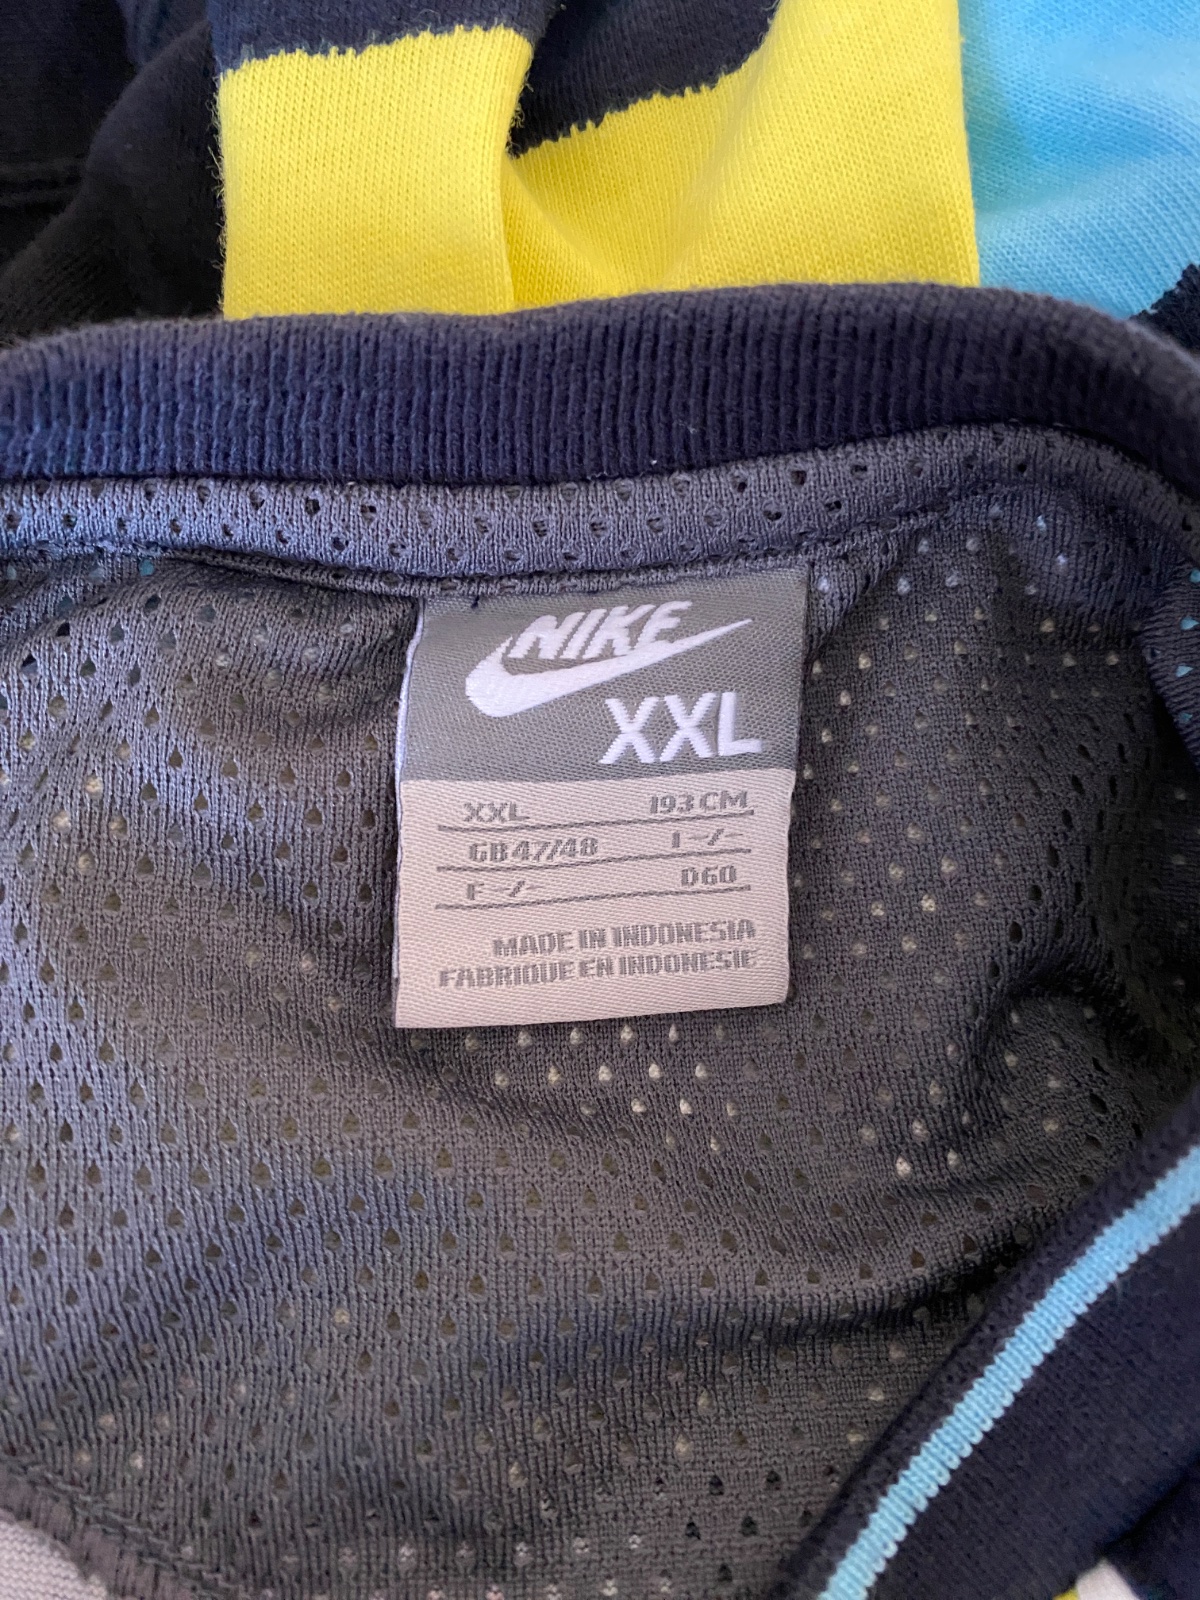 NIKE
XXL
XXL 193 CM
GB 47/48 I -/-
F -/- D60
MADE IN INDONESIA
FABRIQUE EN INDONESIE